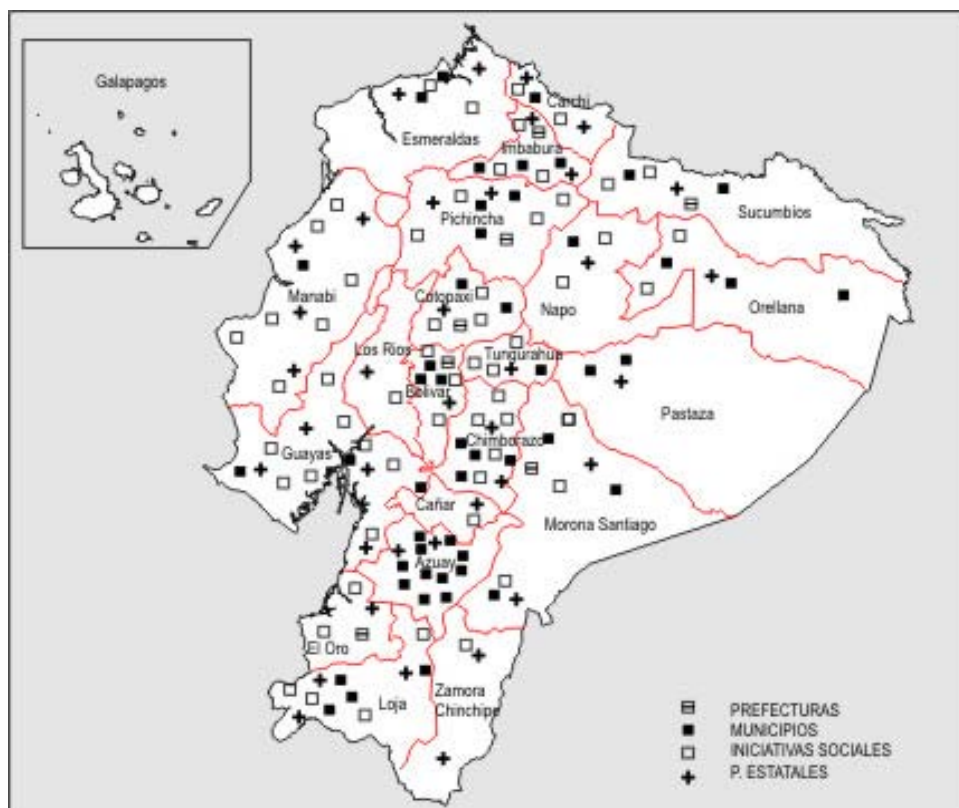 Galapagos
Carchi
Esmeraldas
Imbabura
Sucumbios
Pichincha
Manabi
Cotopaxi
Napo
Orellana
Los Rios
Tungurahua
Bolivar
Pastaza
Guayas
Chimborazo
Cañar
Morona Santiago
Azuay
El Oro
Loja
Zamora
Chinchipe
PREFECTURAS
MUNICIPIOS
INICIATIVAS SOCIALES
P. ESTATALES